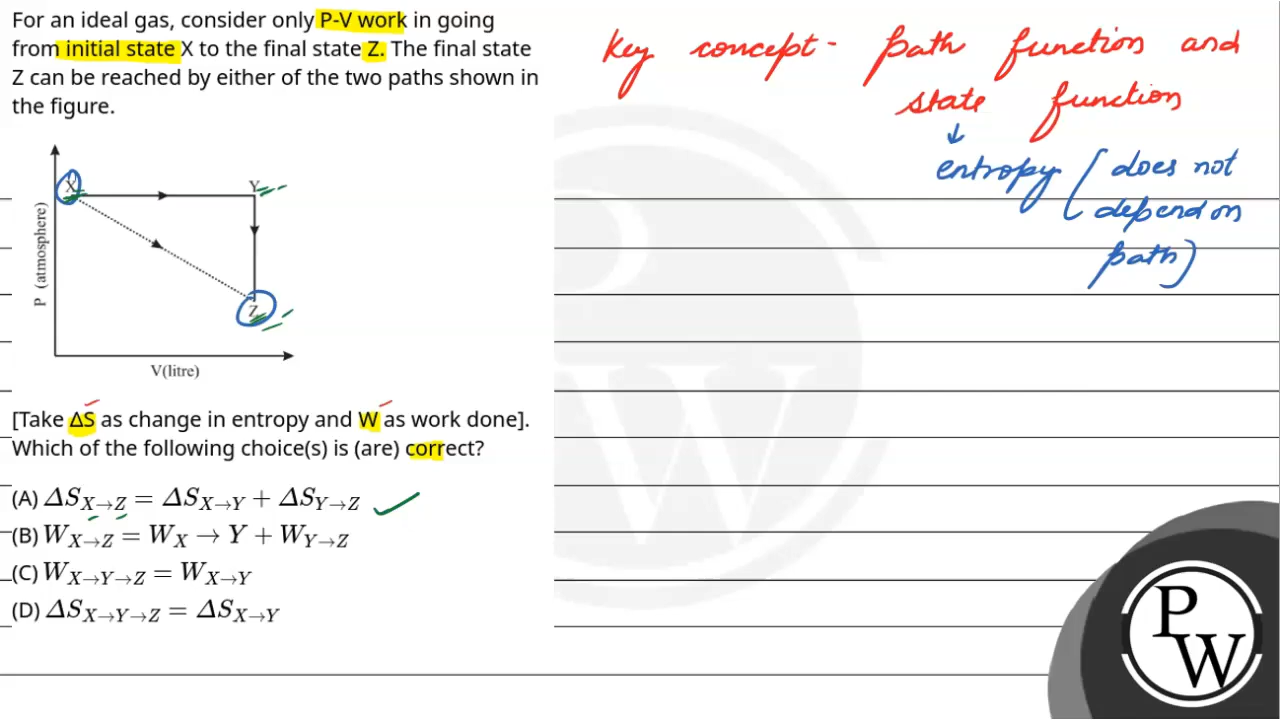 For an ideal gas, consider only P-V work in going
from initial state X to the final state Z. The final state
Z can be reached by either of the two paths shown in
the figure.
X
Y
Z
P (atmosphere)
V(litre)
[Take ΔS as change in entropy and W as work done].
Which of the following choice(s) is (are) correct?
(A) ΔS_{X→Z} = ΔS_{X→Y} + ΔS_{Y→Z}
(B) W_{X→Z} = W_X → Y + W_{Y→Z}
(C) W_{X→Y→Z} = W_{X→Y}
(D) ΔS_{X→Y→Z} = ΔS_{X→Y}
Key concept - path function and
state function
↓
entropy (does not
depend on
path)
P
W